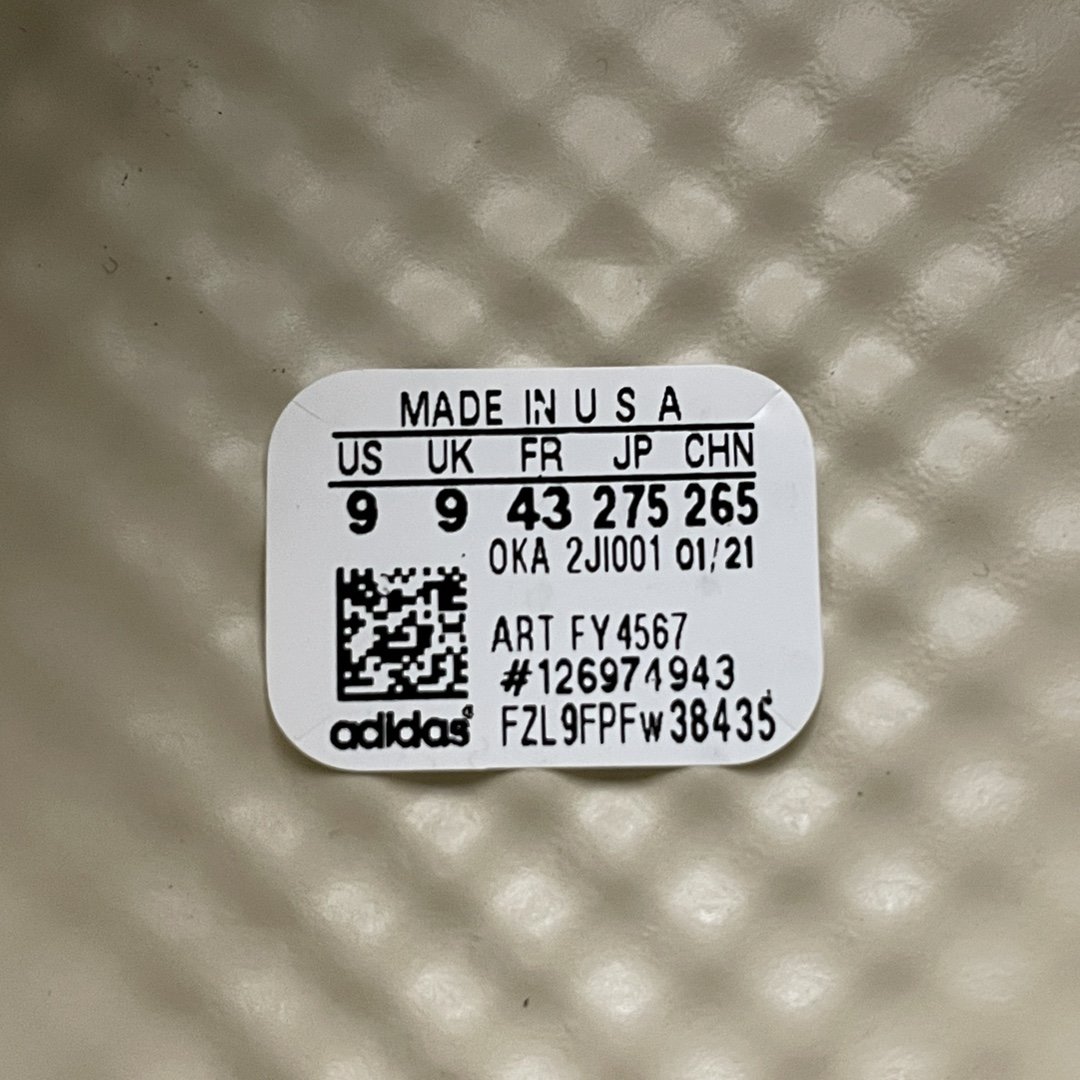 MADE IN U S A
US UK FR JP CHN
9 9 43 275 265
OKA 2JI001 01/21
ART FY4567
#126974943
adidas FZL9FPFW38435